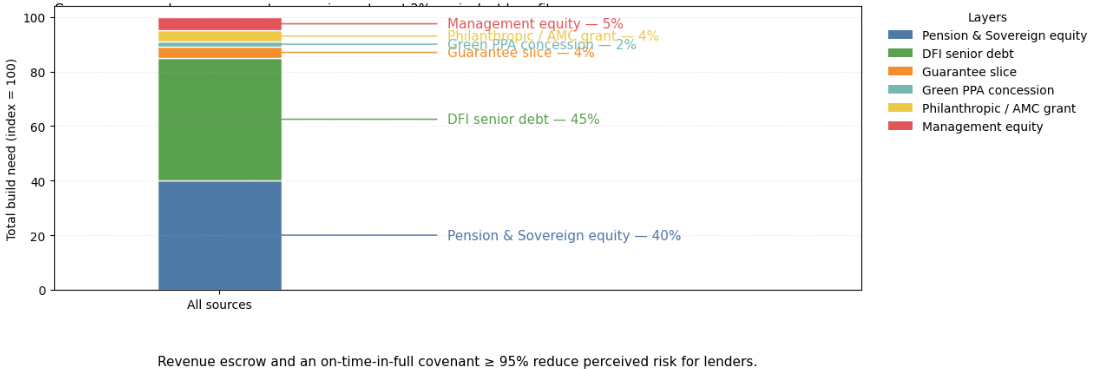 Management equity — 5%
Philanthropic / AMC grant — 4%
Green PPA concession — 2%
Guarantee slice — 4%
DFI senior debt — 45%
Pension & Sovereign equity — 40%
Total build need (index = 100)
100
80
60
40
20
0
All sources
Layers
Pension & Sovereign equity
DFI senior debt
Guarantee slice
Green PPA concession
Philanthropic / AMC grant
Management equity
Revenue escrow and an on-time-in-full covenant ≥ 95% reduce perceived risk for lenders.